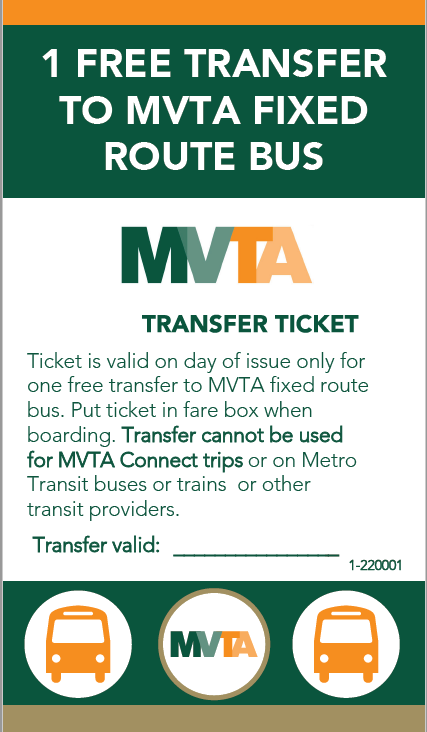 1 FREE TRANSFER
TO MVTA FIXED
ROUTE BUS
MVTA
TRANSFER TICKET
Ticket is valid on day of issue only for
one free transfer to MVTA fixed route
bus. Put ticket in fare box when
boarding. Transfer cannot be used
for MVTA Connect trips or on Metro
Transit buses or trains  or other
transit providers.
Transfer valid: ________________
1-220001
MVTA